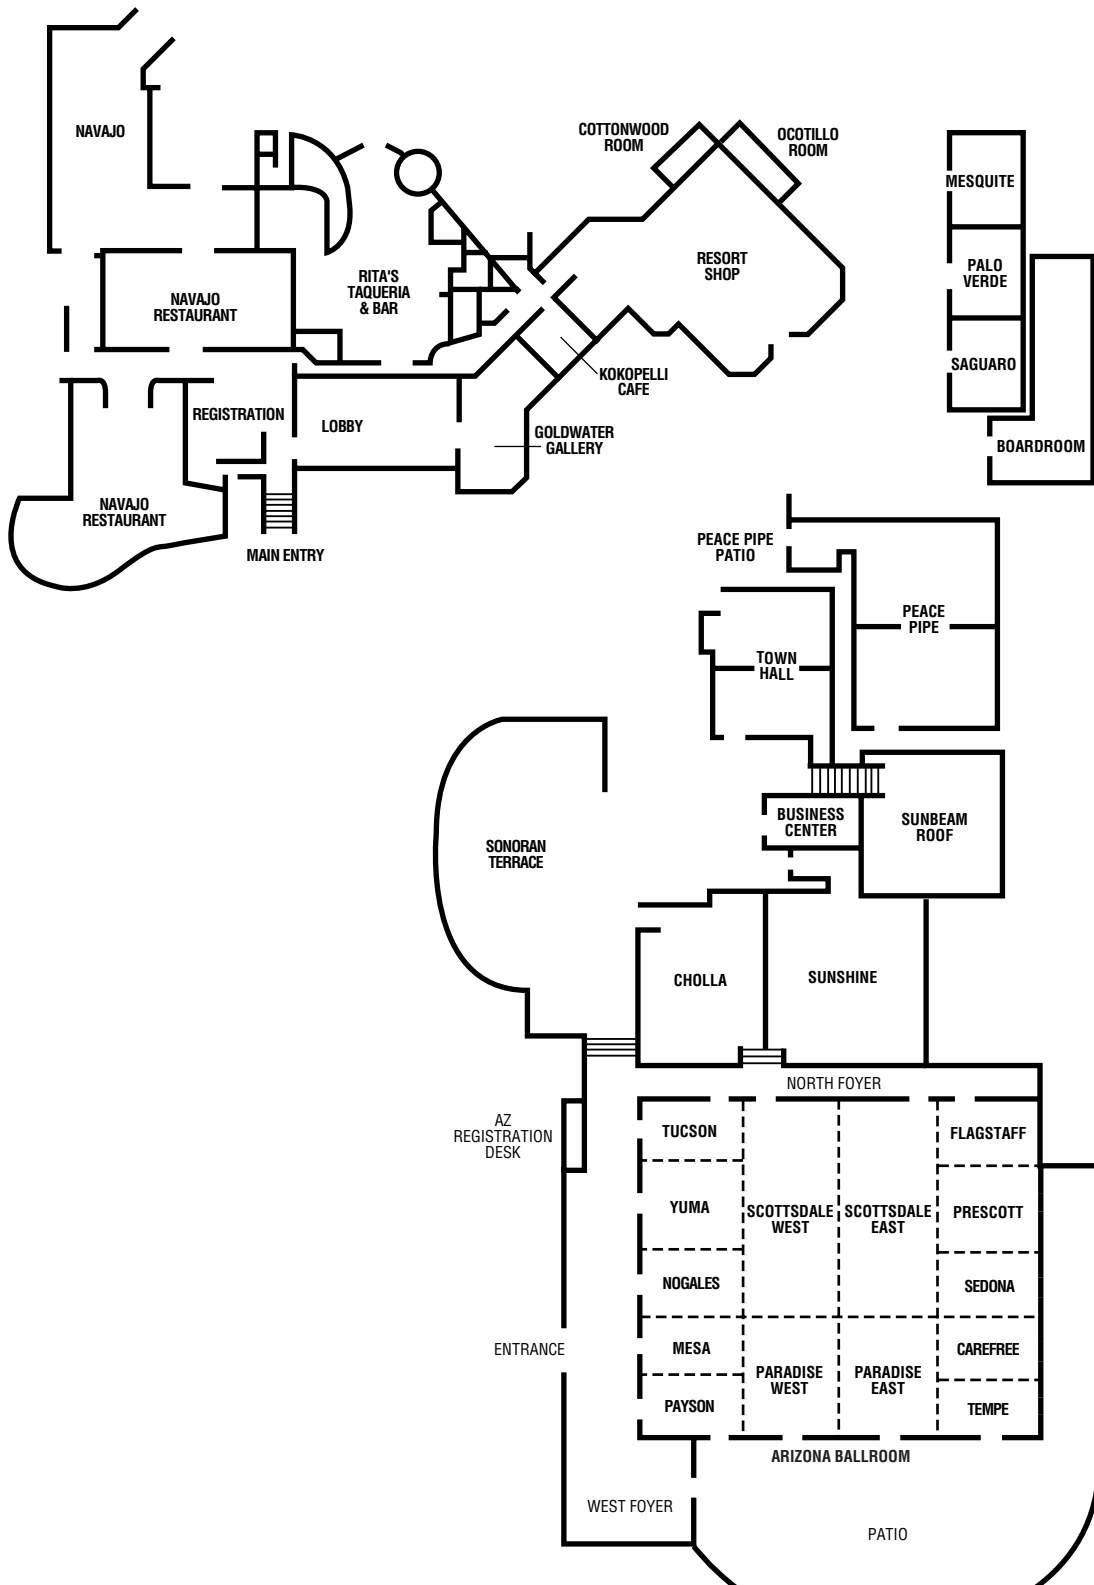 NAVAJO
COTTONWOOD
ROOM
OCOTILLO
ROOM
MESQUITE
RESORT
SHOP
PALO
VERDE
RITA'S
TAQUERIA
& BAR
NAVAJO
RESTAURANT
SAGUARO
KOKOPELLI
CAFE
REGISTRATION
LOBBY
GOLDWATER
GALLERY
BOARDROOM
NAVAJO
RESTAURANT
MAIN ENTRY
PEACE PIPE
PATIO
PEACE
PIPE
TOWN
HALL
BUSINESS
CENTER
SUNBEAM
ROOF
SONORAN
TERRACE
CHOLLA
SUNSHINE
NORTH FOYER
AZ
REGISTRATION
DESK
TUCSON
FLAGSTAFF
YUMA
SCOTTSDALE
WEST
SCOTTSDALE
EAST
PRESCOTT
NOGALES
SEDONA
ENTRANCE
MESA
CAREFREE
PARADISE
WEST
PARADISE
EAST
PAYSON
TEMPE
ARIZONA BALLROOM
WEST FOYER
PATIO